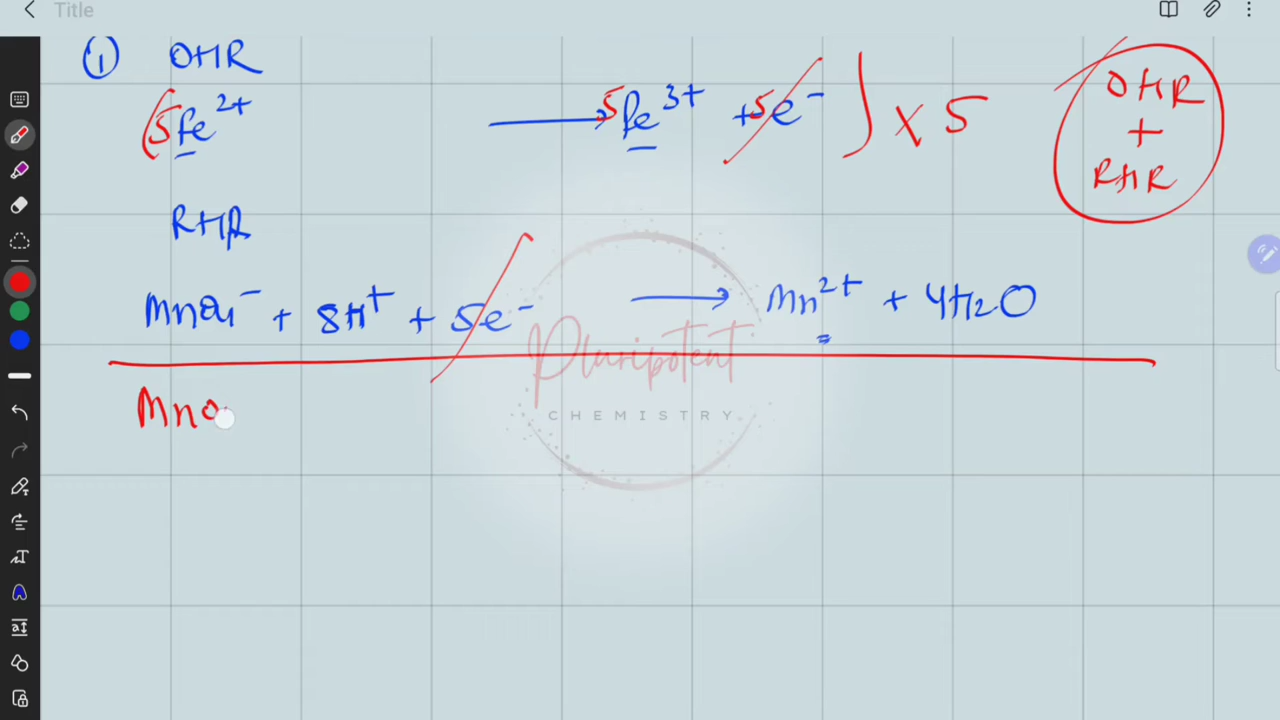 Title
① OHR
5Fe²⁺ ⟶ 5Fe³⁺ + 5e⁻ ) × 5
OHR
+
RHR
RHR
MnO₄⁻ + 8H⁺ + 5e⁻ ⟶ Mn²⁺ + 4H₂O
Pluripotent
CHEMISTRY
MnO